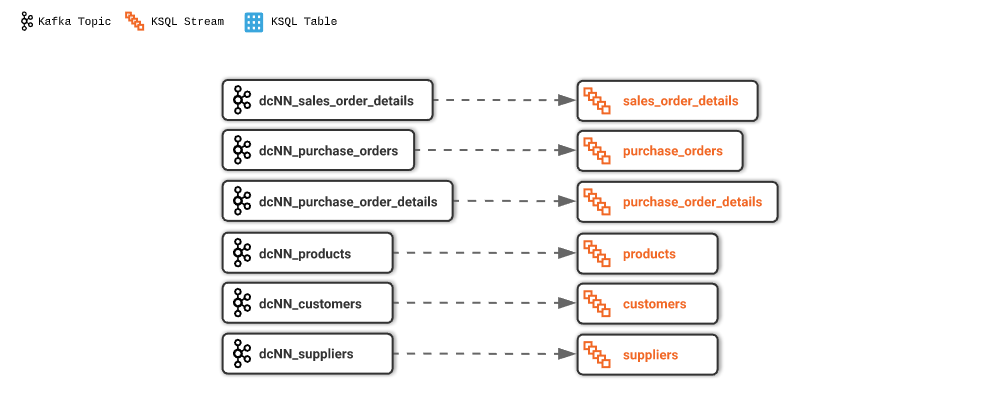 Kafka Topic KSQL Stream KSQL Table
dcNN_sales_order_details sales_order_details
dcNN_purchase_orders purchase_orders
dcNN_purchase_order_details purchase_order_details
dcNN_products products
dcNN_customers customers
dcNN_suppliers suppliers